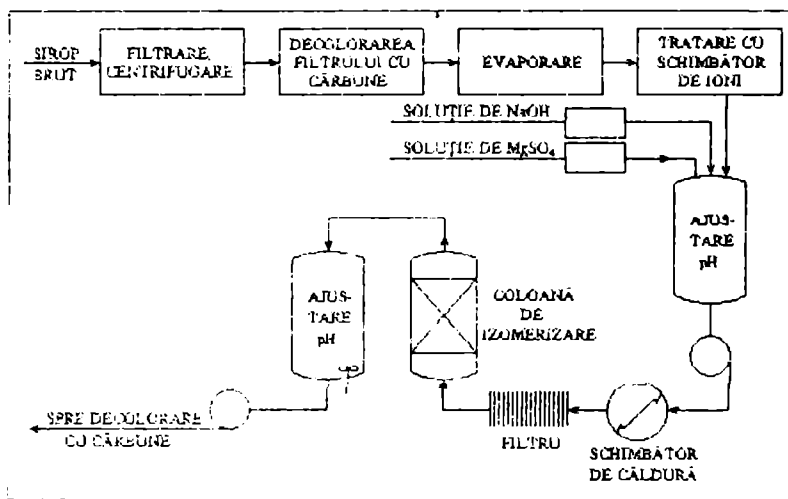 SIROP
BRUT
FILTRARE,
CENTRIFUGARE
DECOLORAREA
FILTRULUI CU
CĂRBUNE
EVAPORARE
TRATARE CU
SCHIMBĂTOR
DE IONI
SOLUȚIE DE NaOH
SOLUȚIE DE MgSO4
AJUS-
TARE
pH
AJUS-
TARE
pH
COLOANĂ
DE
IZOMERIZARE
SPRE DECOLORARE
CU CĂRBUNE
FILTRU
SCHIMBĂTOR
DE CĂLDURĂ